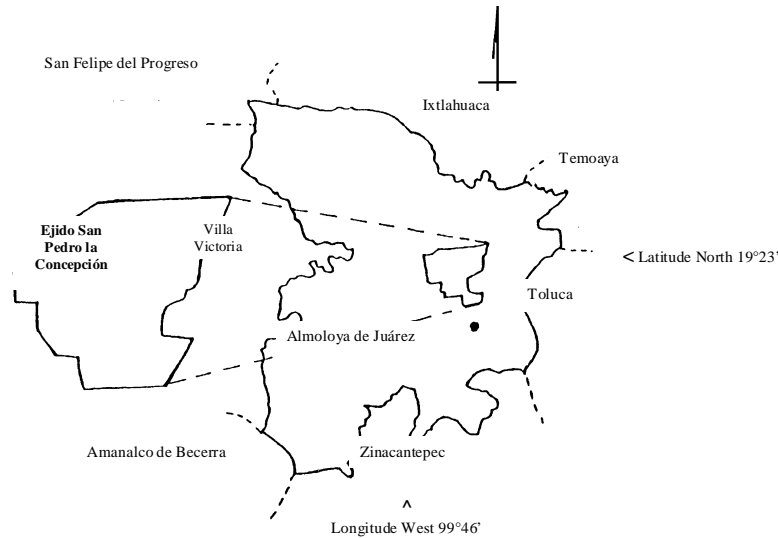 San Felipe del Progreso
Ixtlahuaca
Temoaya
Ejido San
Pedro la
Concepción
Villa
Victoria
< Latitude North 19°23'
Toluca
Almoloya de Juárez
Amanalco de Becerra
Zinacantepec
^
Longitude West 99°46'